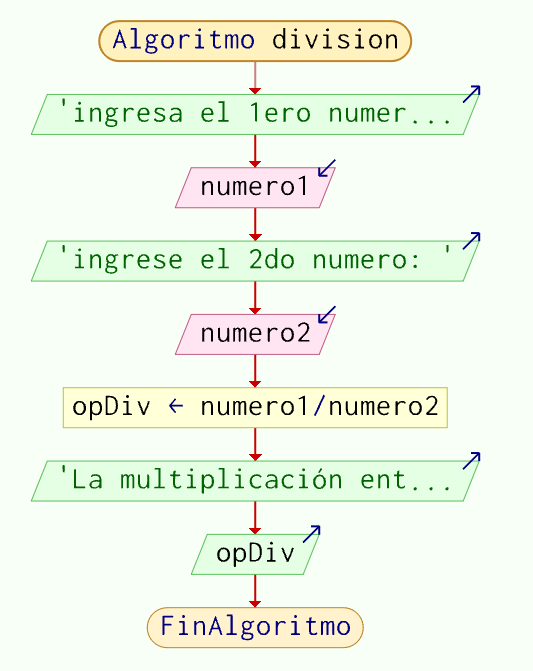 Algoritmo division
'ingresa el 1ero numer...
numero1
'ingrese el 2do numero: '
numero2
opDiv ← numero1/numero2
'La multiplicación ent...
opDiv
FinAlgoritmo